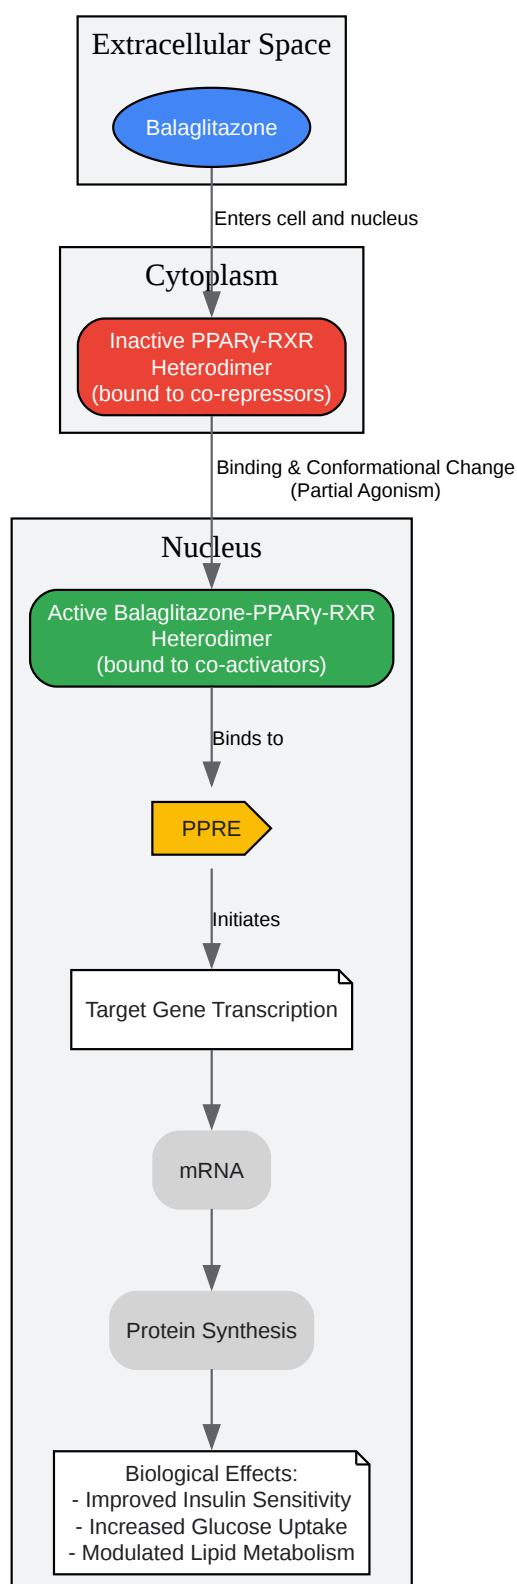 Extracellular Space
Balaglitazone
Enters cell and nucleus
Cytoplasm
Inactive PPARγ-RXR
Heterodimer
(bound to co-repressors)
Binding & Conformational Change
(Partial Agonism)
Nucleus
Active Balaglitazone-PPARγ-RXR
Heterodimer
(bound to co-activators)
Binds to
PPRE
Initiates
Target Gene Transcription
mRNA
Protein Synthesis
Biological Effects:
- Improved Insulin Sensitivity
- Increased Glucose Uptake
- Modulated Lipid Metabolism